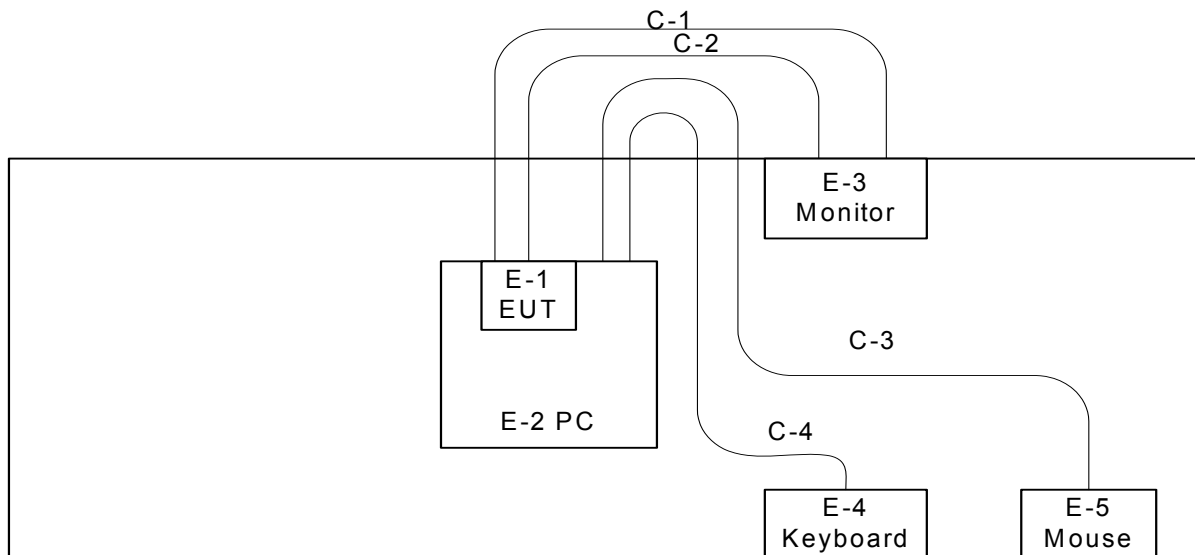 C-1
C-2
E-3
Monitor
E-1
EUT
C-3
E-2 PC
C-4
E-4
Keyboard
E-5
Mouse